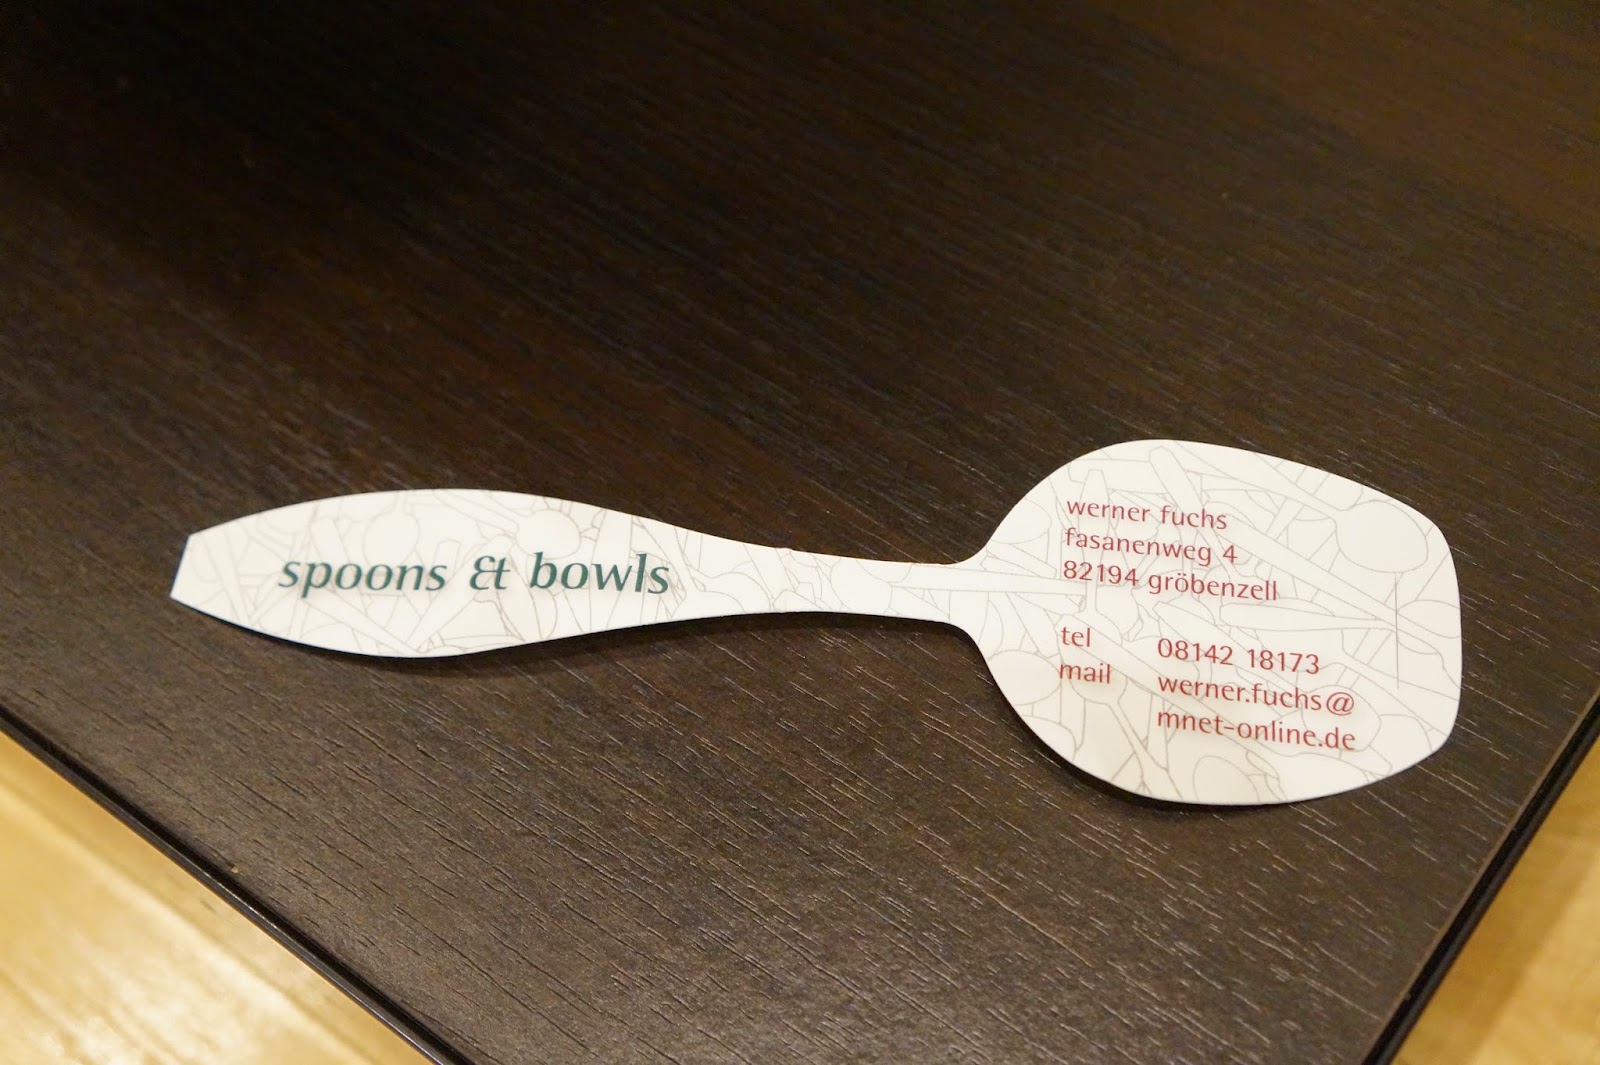 spoons & bowls
werner fuchs
fasanenweg 4
82194 gröbenzell
tel 08142 18173
mail werner.fuchs@
mnet-online.de